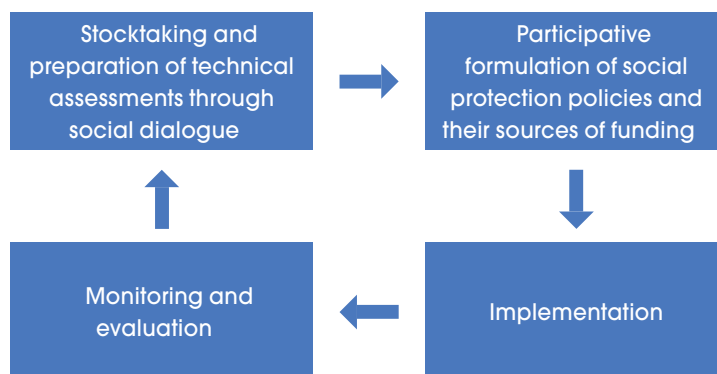 Stocktaking and
preparation of technical
assessments through
social dialogue
Participative
formulation of social
protection policies and
their sources of funding
Monitoring and
evaluation
Implementation